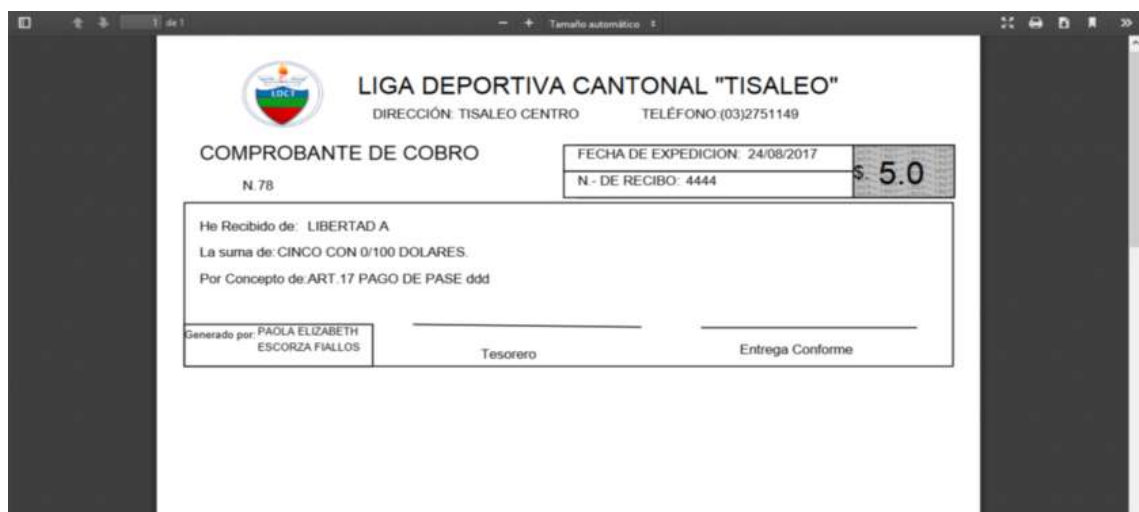 1 de 1
Tamaño automático
LDCT
LIGA DEPORTIVA CANTONAL "TISALEO"
DIRECCIÓN: TISALEO CENTRO TELÉFONO:(03)2751149
COMPROBANTE DE COBRO
N.78
FECHA DE EXPEDICION: 24/08/2017
N.- DE RECIBO: 4444
$. 5.0
He Recibido de: LIBERTAD A
La suma de:CINCO CON 0/100 DOLARES.
Por Concepto de:ART.17 PAGO DE PASE ddd
Generado por: PAOLA ELIZABETH
ESCORZA FIALLOS
Tesorero
Entrega Conforme